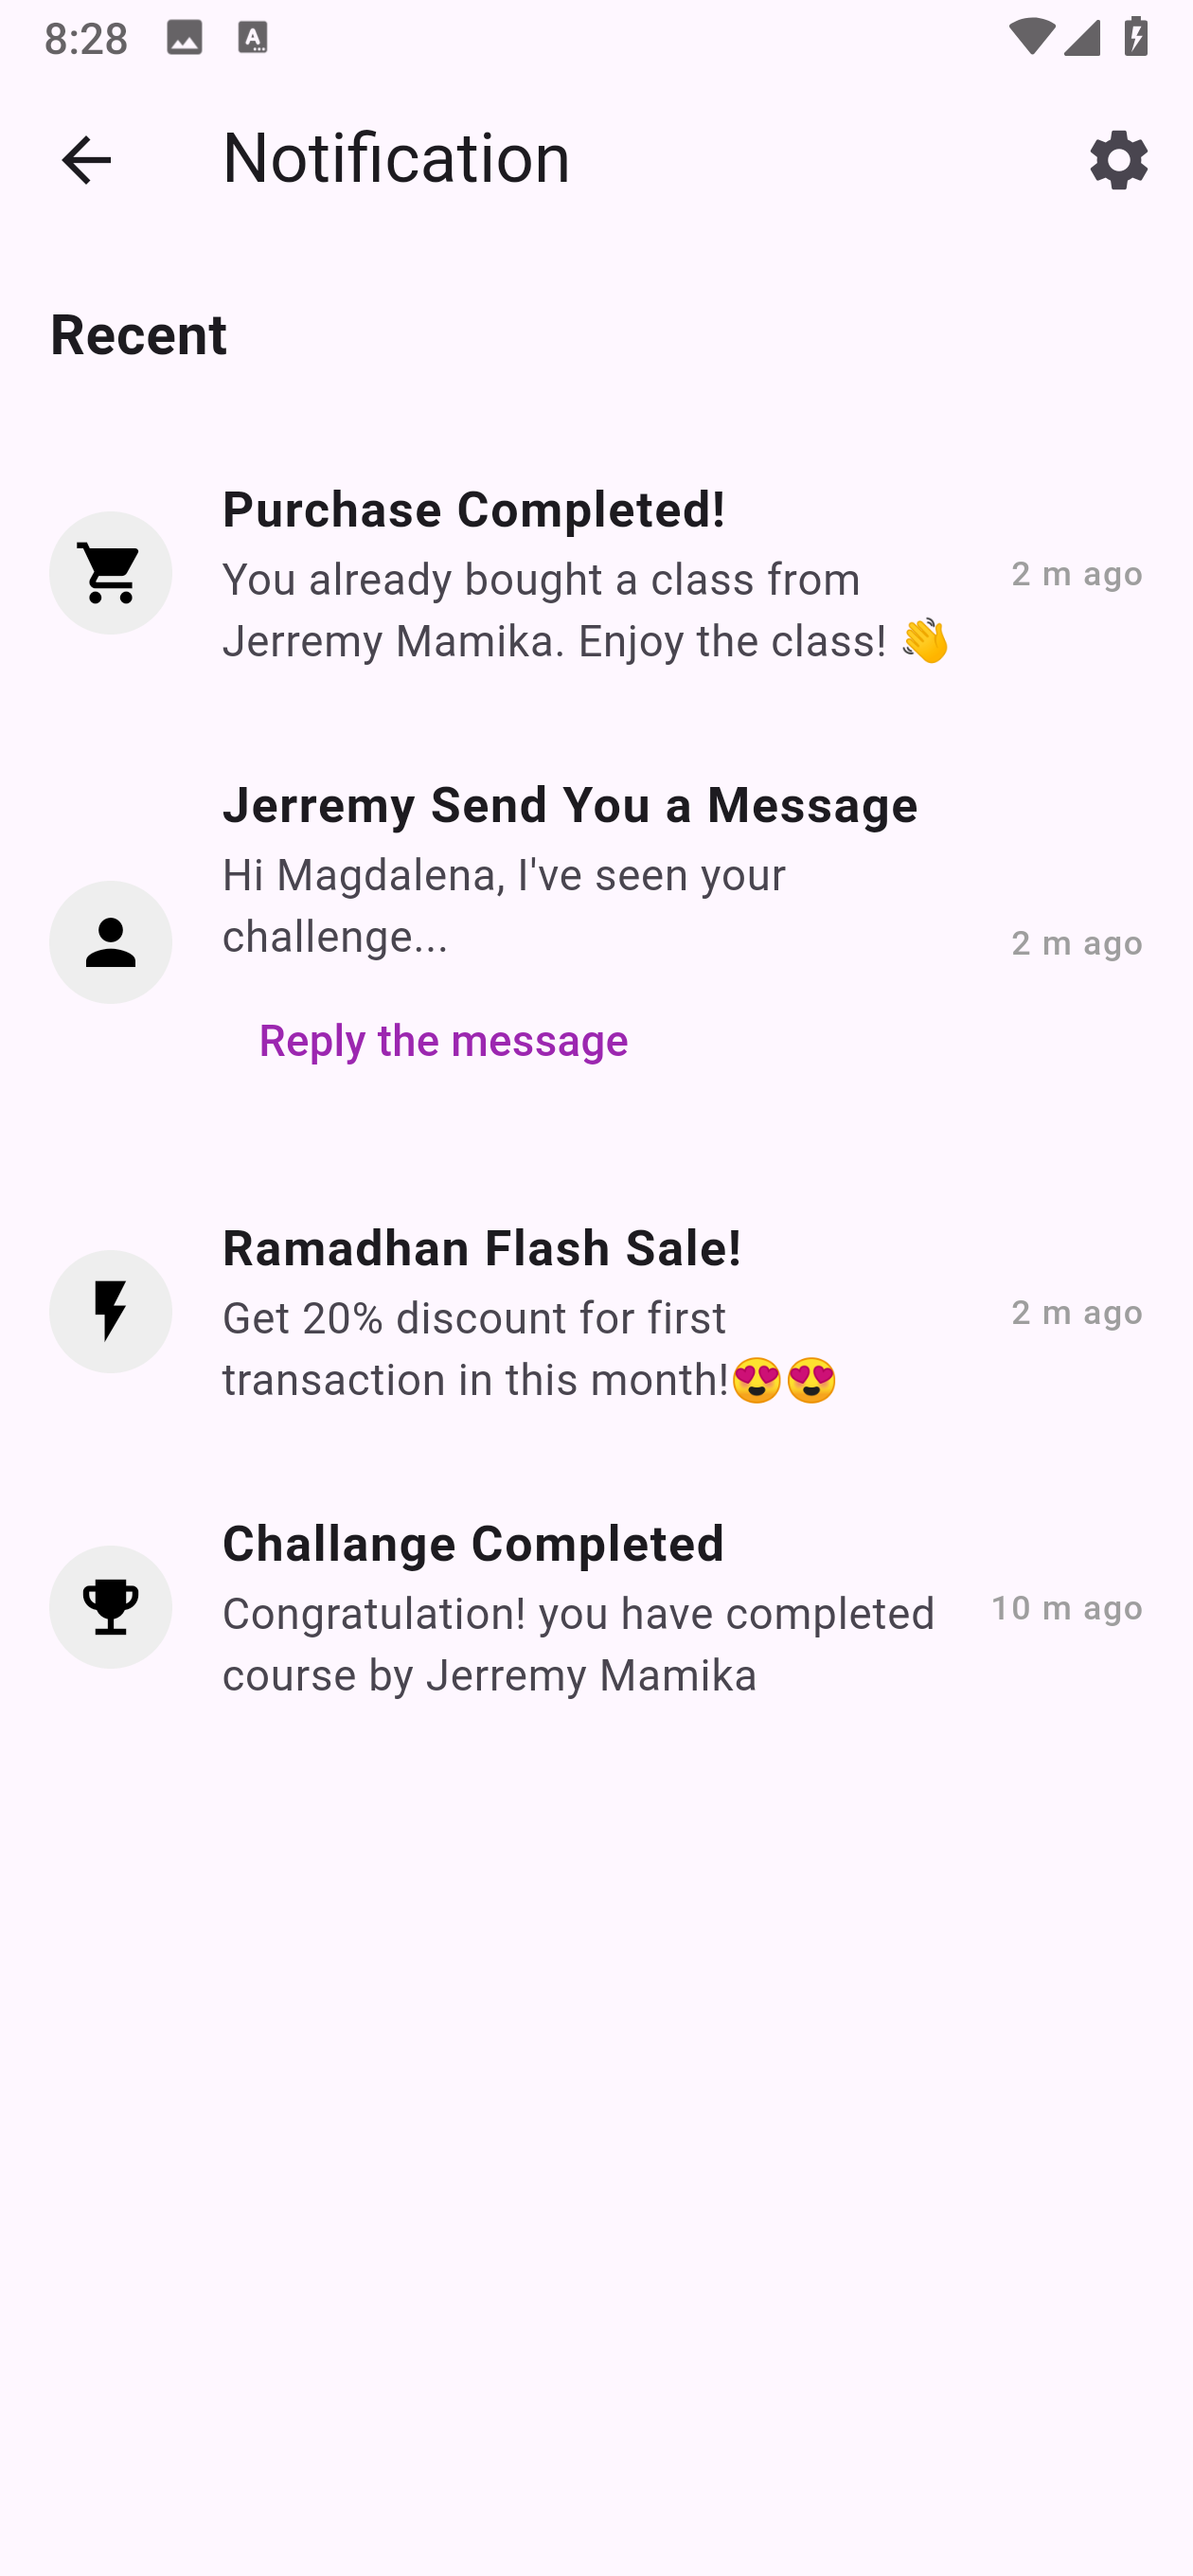 8:28
Notification
Recent
Purchase Completed!
You already bought a class from
Jerremy Mamika. Enjoy the class! 👋
2 m ago
Jerremy Send You a Message
Hi Magdalena, I've seen your
challenge...
2 m ago
Reply the message
Ramadhan Flash Sale!
Get 20% discount for first
transaction in this month!😍😍
2 m ago
Challange Completed
Congratulation! you have completed
course by Jerremy Mamika
10 m ago